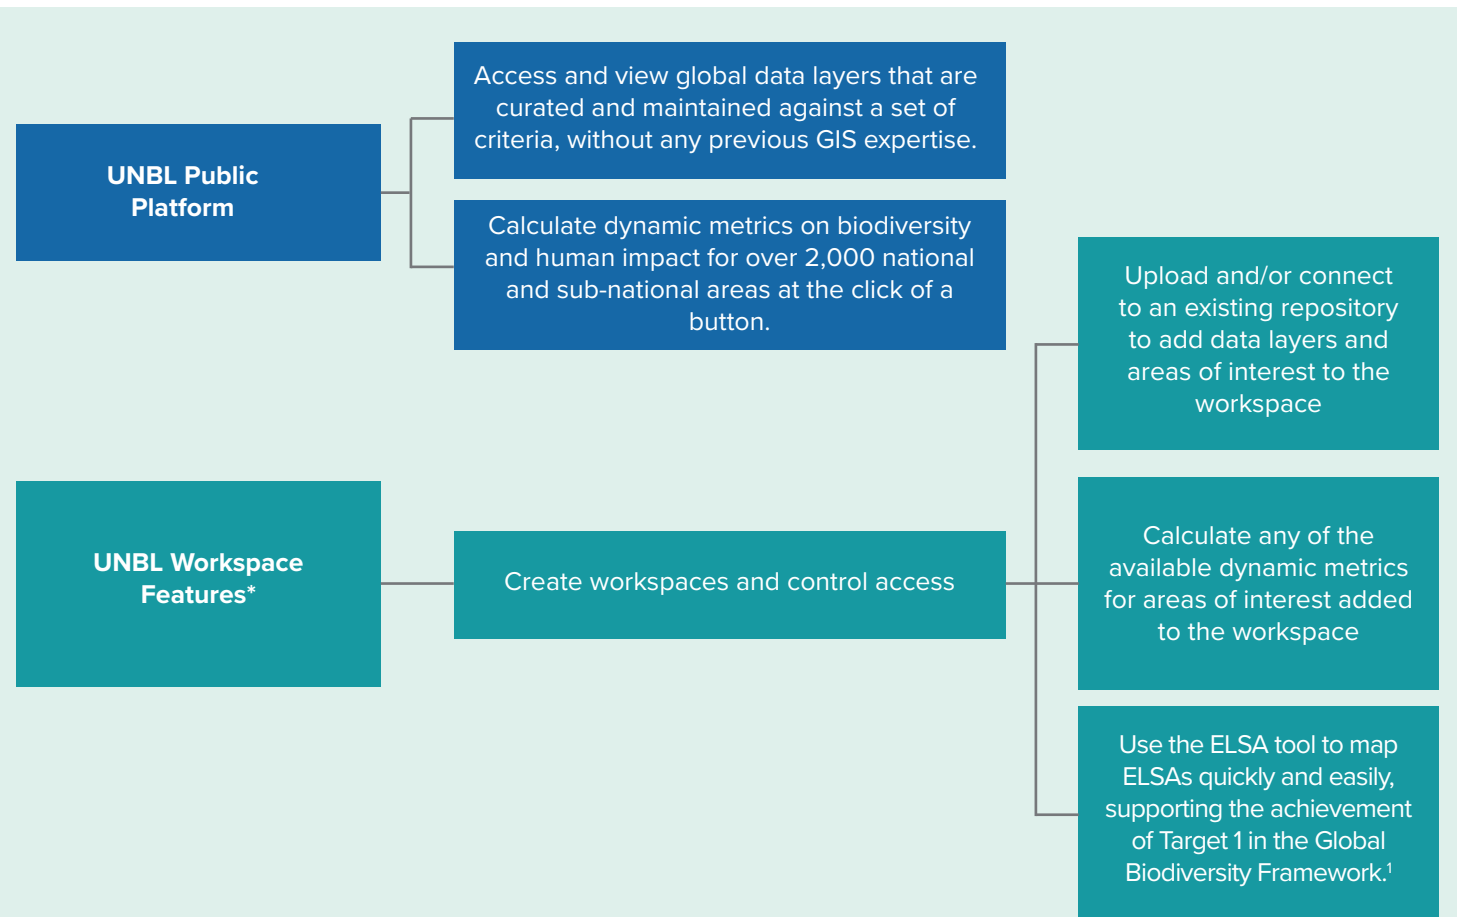 UNBL Public
Platform
Access and view global data layers that are
curated and maintained against a set of
criteria, without any previous GIS expertise.
Calculate dynamic metrics on biodiversity
and human impact for over 2,000 national
and sub-national areas at the click of a
button.
UNBL Workspace
Features*
Create workspaces and control access
Upload and/or connect
to an existing repository
to add data layers and
areas of interest to the
workspace
Calculate any of the
available dynamic metrics
for areas of interest added
to the workspace
Use the ELSA tool to map
ELSAs quickly and easily,
supporting the achievement
of Target 1 in the Global
Biodiversity Framework.¹